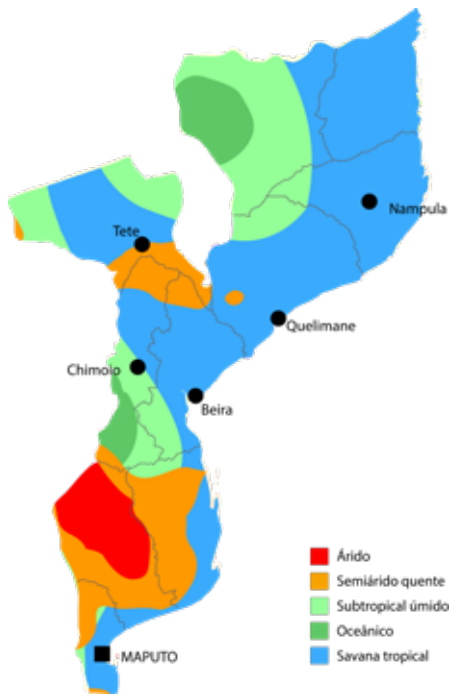 Nampula
Tete
Quelimane
Chimoio
Beira
Árido
Semiárido quente
Subtropical úmido
Oceânico
Savana tropical
MAPUTO